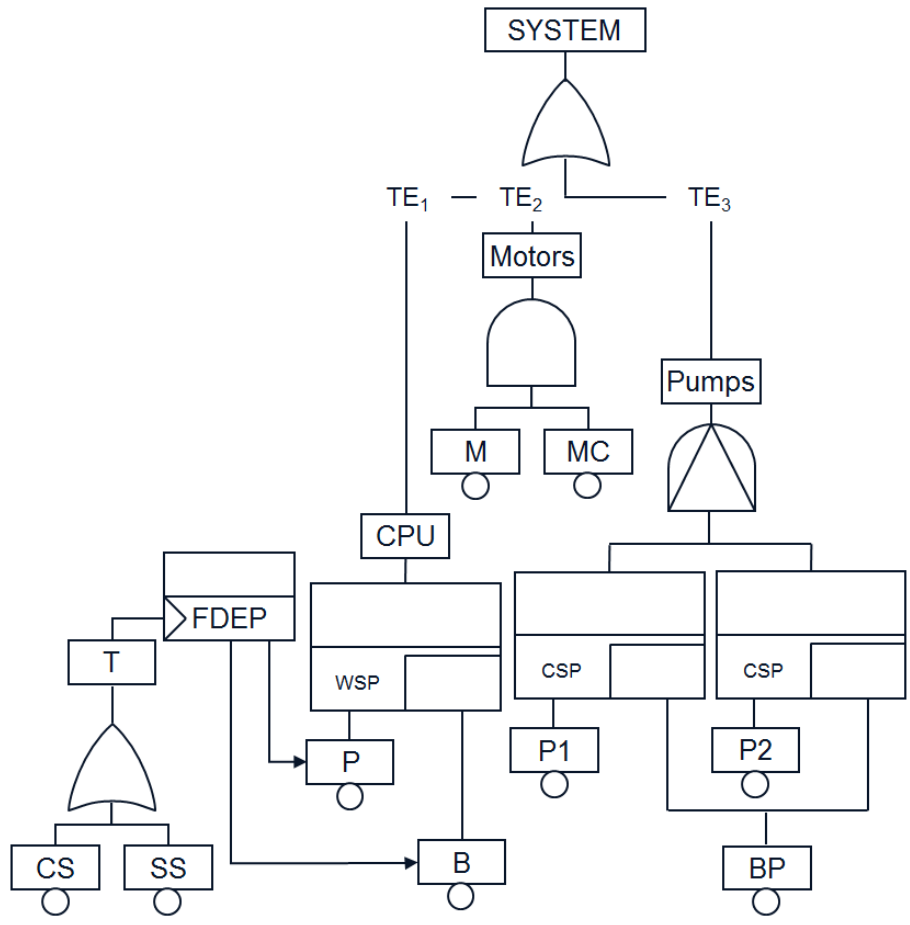 SYSTEM
TE₁ TE₂ TE₃
Motors
Pumps
M MC
CPU
FDEP
T
WSP
CSP
CSP
P
P1
P2
CS SS
B
BP